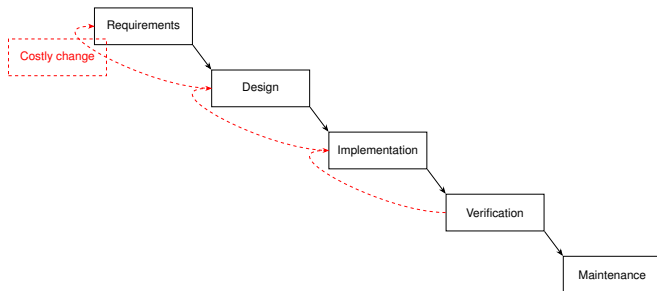 Requirements
Costly change
Design
Implementation
Verification
Maintenance